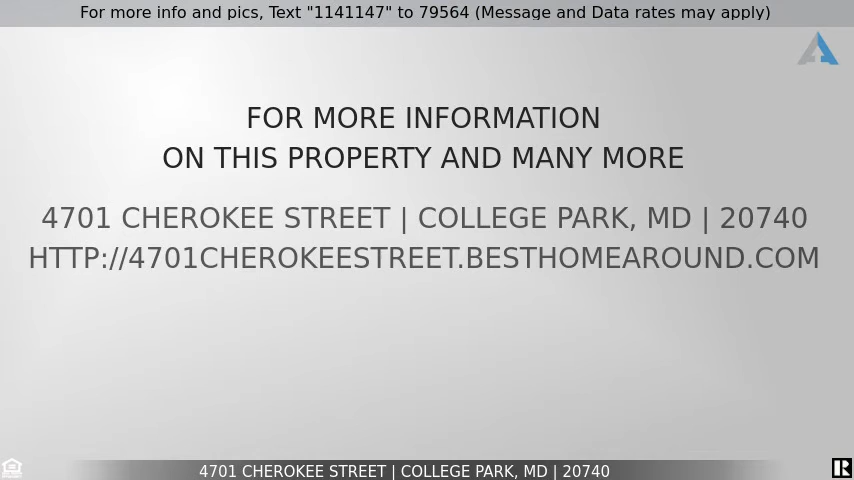 For more info and pics, Text "1141147" to 79564 (Message and Data rates may apply)
FOR MORE INFORMATION
ON THIS PROPERTY AND MANY MORE
4701 CHEROKEE STREET | COLLEGE PARK, MD | 20740
HTTP://4701CHEROKEESTREET.BESTHOMEAROUND.COM
4701 CHEROKEE STREET | COLLEGE PARK, MD | 20740